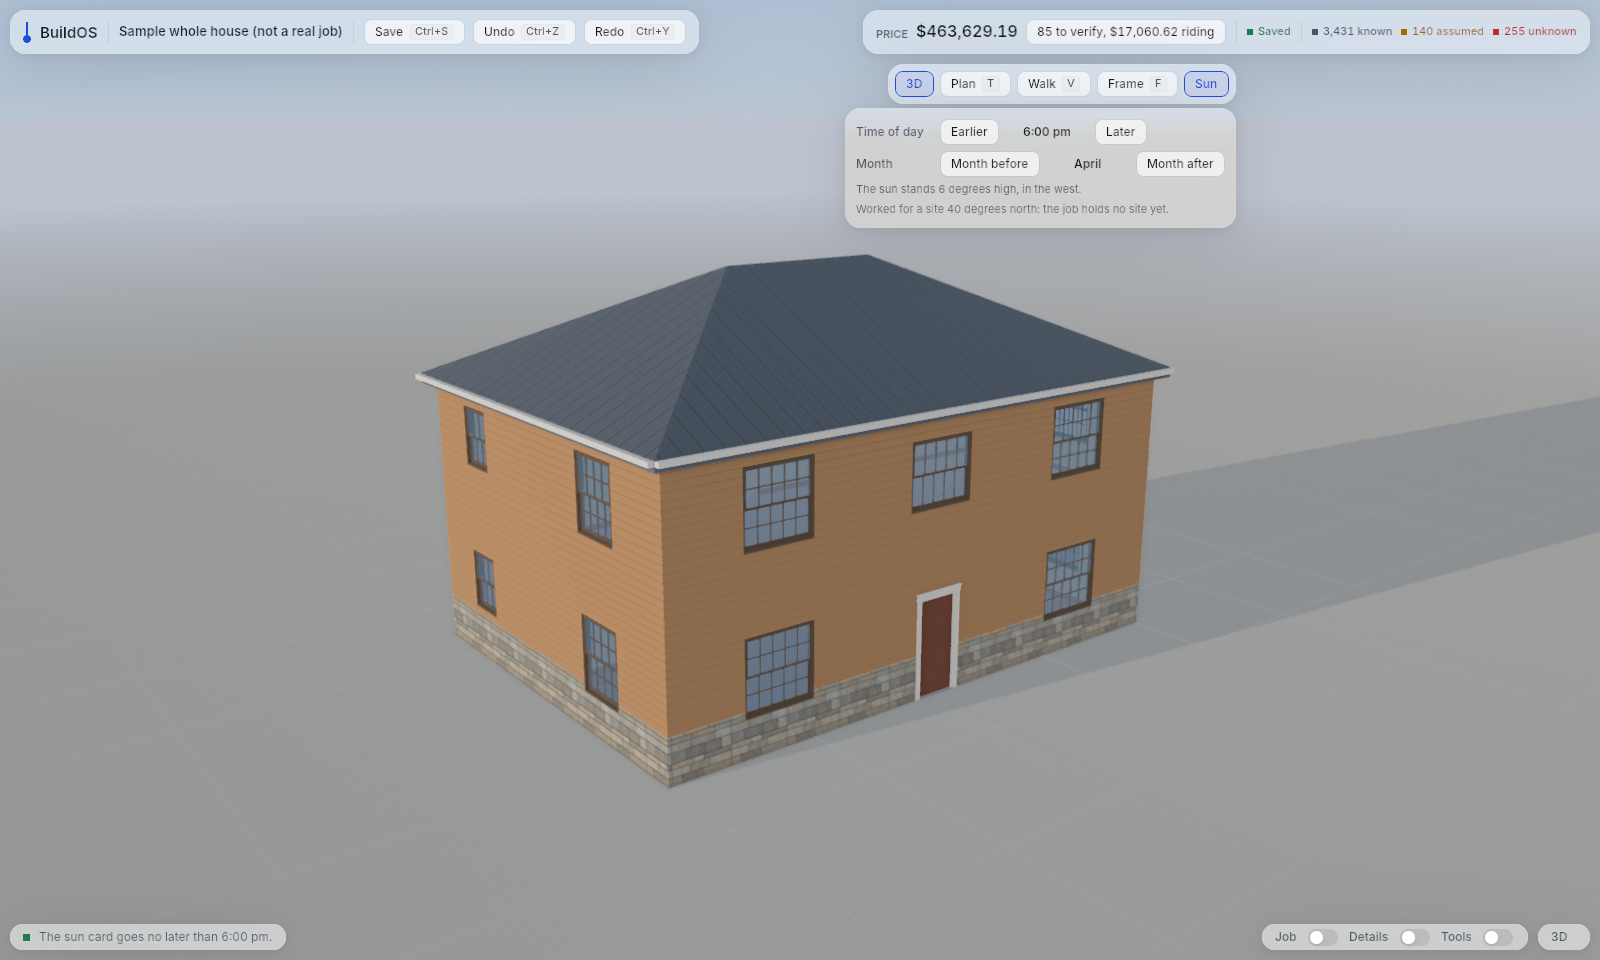 BuildOS Sample whole house (not a real job) Save Ctrl+S Undo Ctrl+Z Redo Ctrl+Y
PRICE $463,629.19 85 to verify, $17,060.62 riding Saved 3,431 known 140 assumed 255 unknown
3D Plan T Walk V Frame F Sun
Time of day Earlier 6:00 pm Later
Month Month before April Month after
The sun stands 6 degrees high, in the west.
Worked for a site 40 degrees north: the job holds no site yet.
The sun card goes no later than 6:00 pm.
Job Details Tools 3D